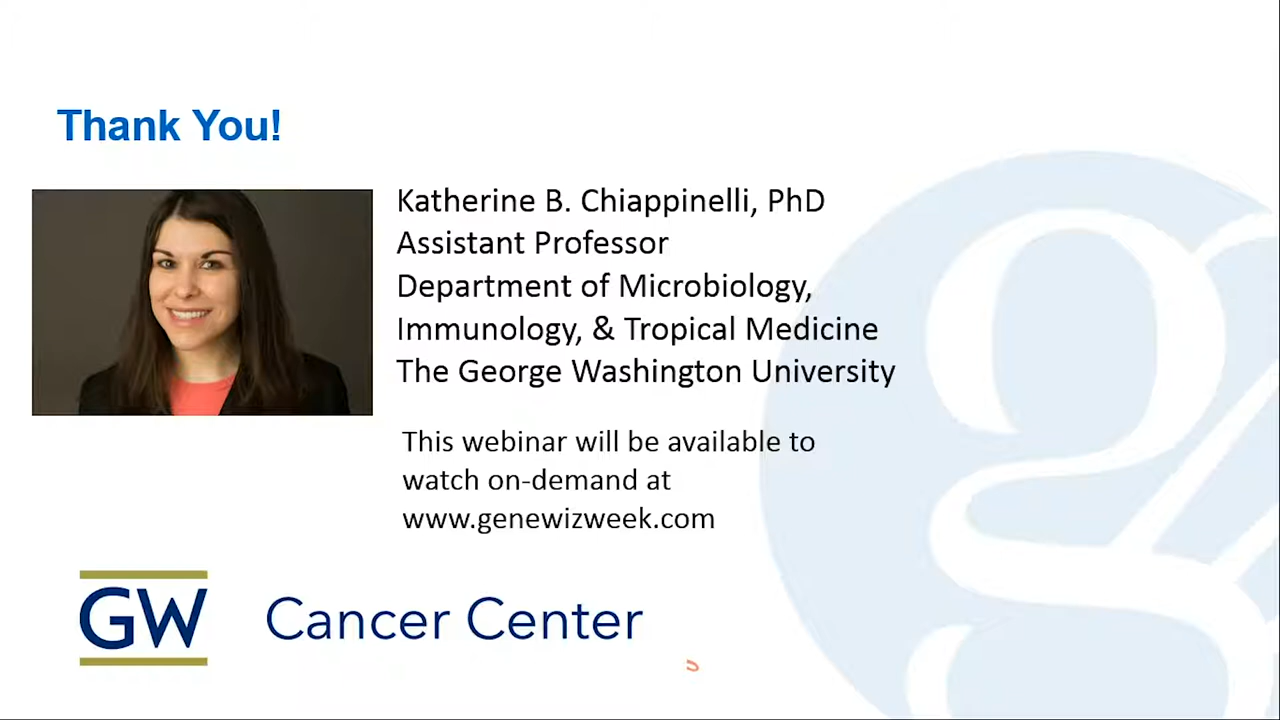 Thank You!
Katherine B. Chiappinelli, PhD
Assistant Professor
Department of Microbiology,
Immunology, & Tropical Medicine
The George Washington University
This webinar will be available to
watch on-demand at
www.genewizweek.com
GW Cancer Center